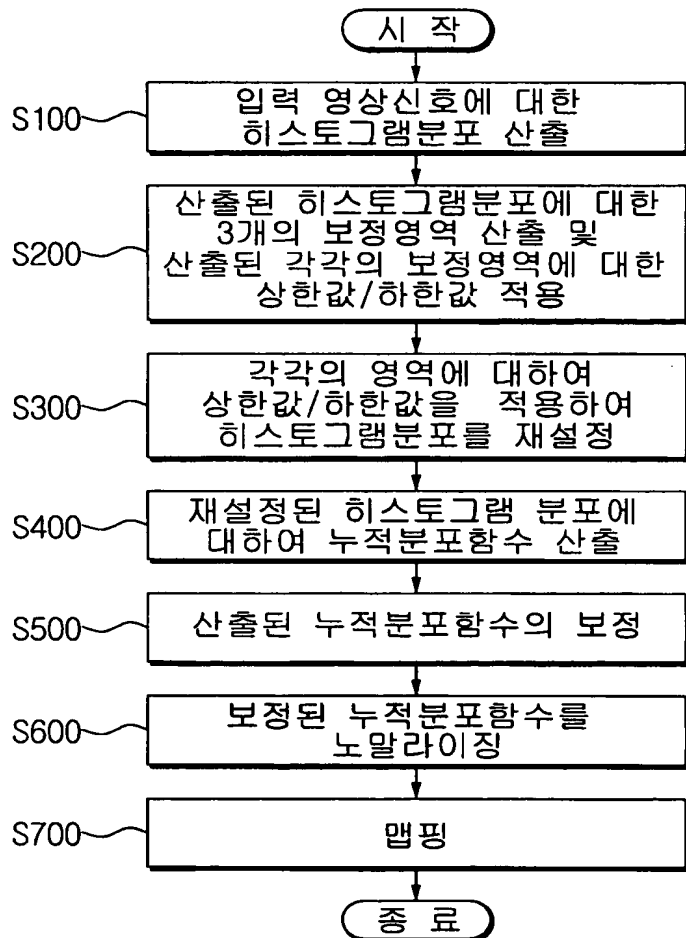 시 작
S100
입력 영상신호에 대한
히스토그램분포 산출
S200
산출된 히스토그램분포에 대한
3개의 보정영역 산출 및
산출된 각각의 보정영역에 대한
상한값/하한값 적용
S300
각각의 영역에 대하여
상한값/하한값을 적용하여
히스토그램분포를 재설정
S400
재설정된 히스토그램 분포에
대하여 누적분포함수 산출
S500
산출된 누적분포함수의 보정
S600
보정된 누적분포함수를
노말라이징
S700
맵핑
종 료